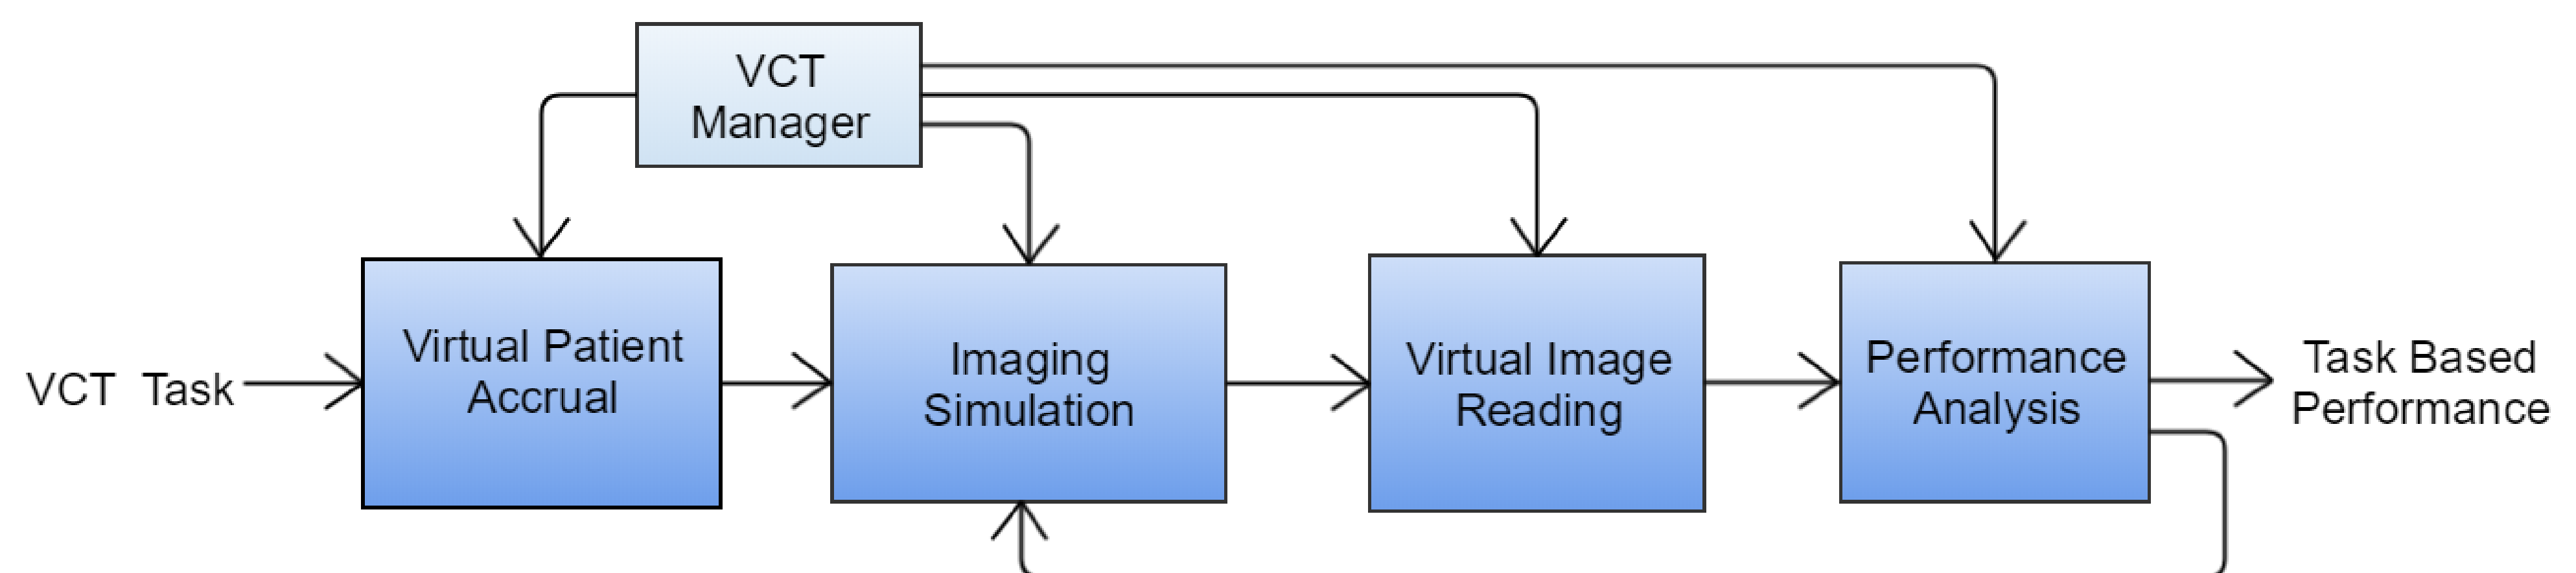 VCT
Manager
VCT Task
Virtual Patient
Accrual
Imaging
Simulation
Virtual Image
Reading
Performance
Analysis
Task Based
Performance